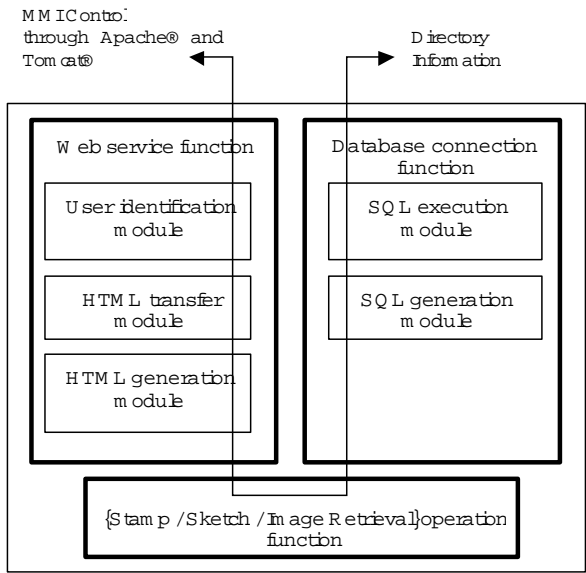 MMIControl
through Apache® and
Tomcat®
Directory
Information
Web service function
User identification
module
HTML transfer
module
HTML generation
module
Database connection
function
SQL execution
module
SQL generation
module
{Stamp/Sketch/Image Retrieval}operation
function